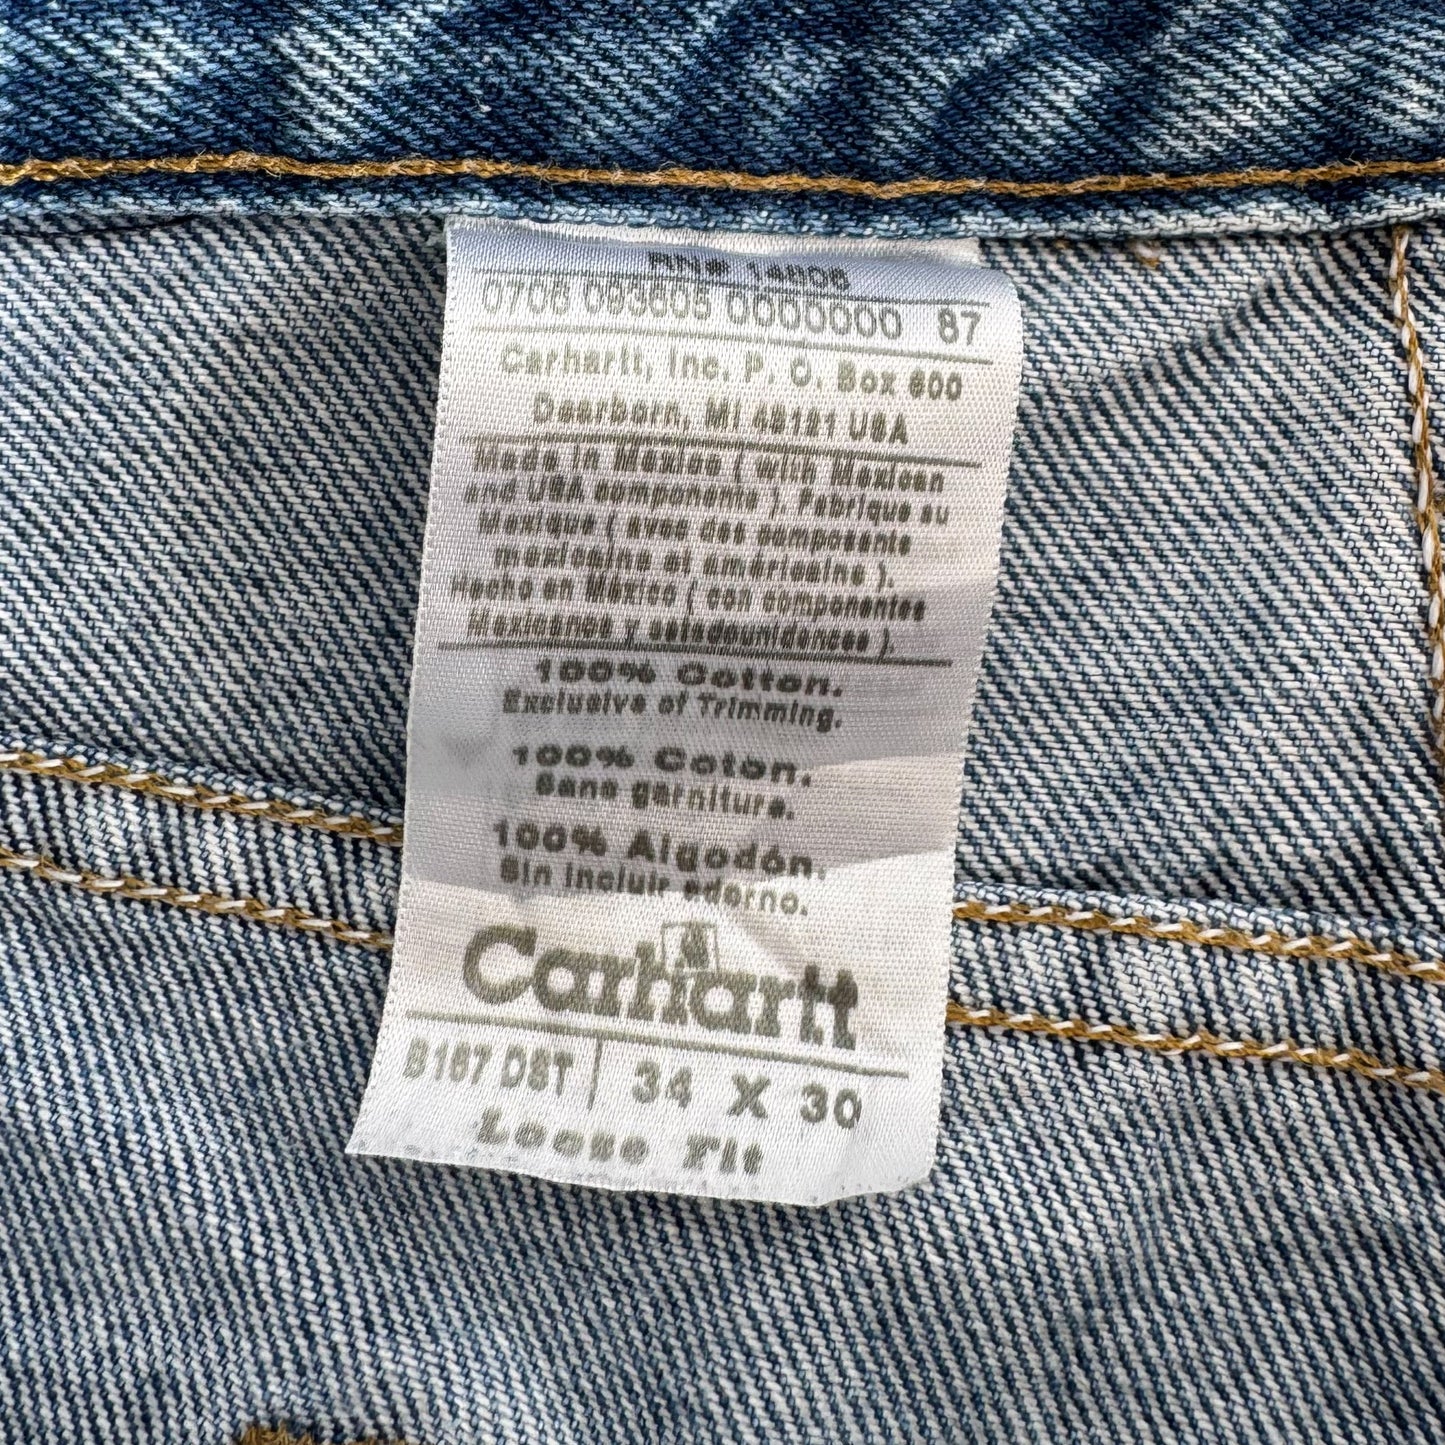 RN# 14806
0706 093605 0000000 87
Carhartt, Inc. P. O. Box 600
Dearborn, MI 48121 USA
Made in Mexico ( with Mexican
and USA components ). Fabrique au
Mexique ( avec des composants
mexicains et américains ).
Hecho en México ( con componentes
Mexicanos y estadounidences ).
100% Cotton.
Exclusive of Trimming.
100% Coton.
Sans garniture.
100% Algodón.
Sin incluir adorno.
Carhartt
B167 DST 34 X 30
Loose Fit